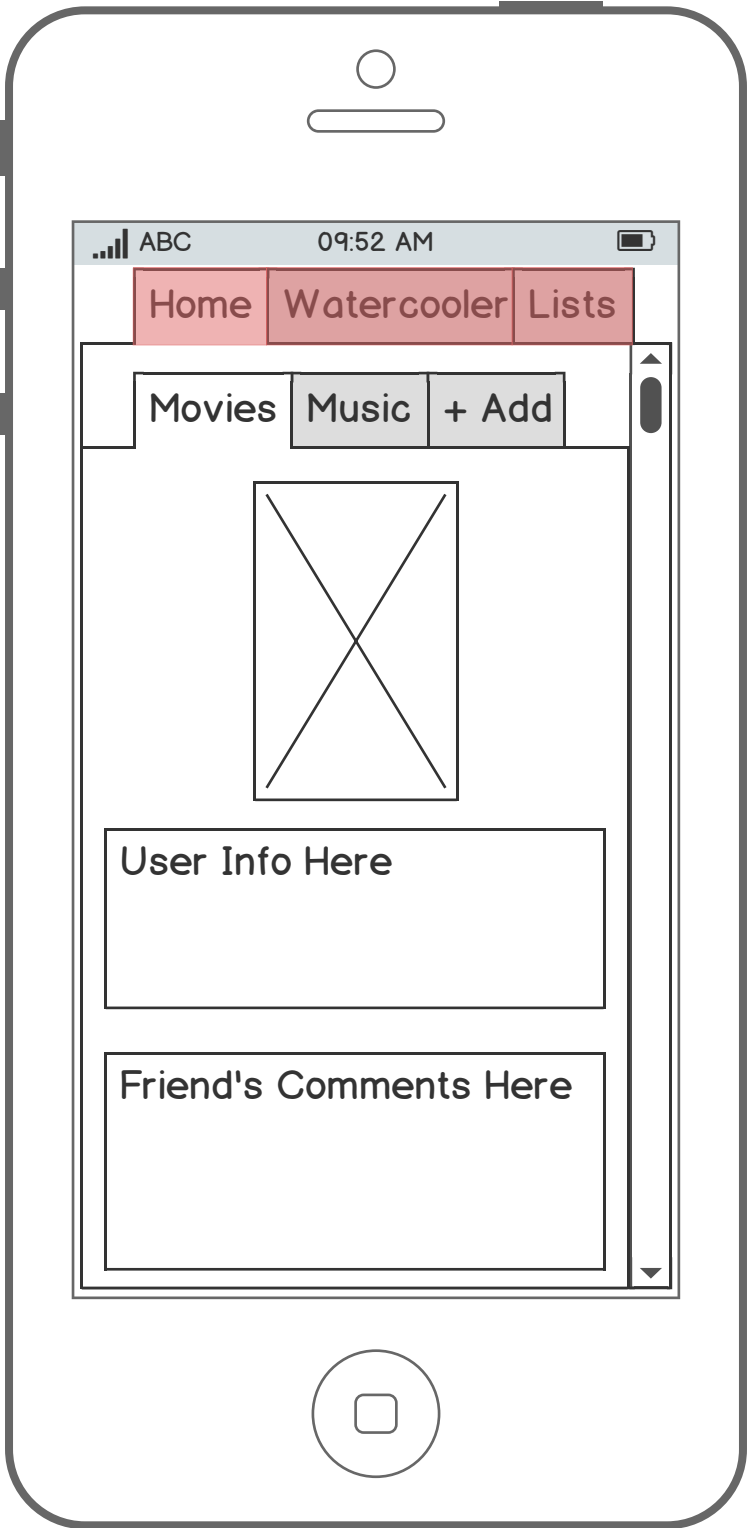 ABC 09:52 AM
Home Watercooler Lists
Movies Music + Add
User Info Here
Friend's Comments Here